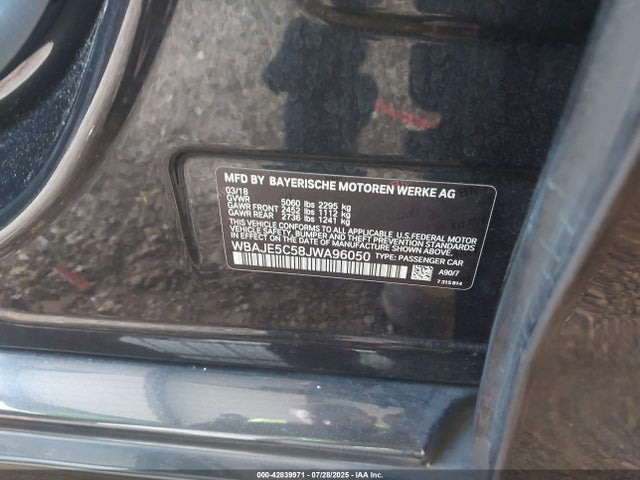 MFD BY BAYERISCHE MOTOREN WERKE AG
03/18
GVWR 5060 lbs 2295 kg
GAWR FRONT 2452 lbs 1112 kg
GAWR REAR 2736 lbs 1241 kg
THIS VEHICLE CONFORMS TO ALL APPLICABLE U.S. FEDERAL MOTOR
VEHICLE SAFETY, BUMPER, AND THEFT PREVENTION STANDARDS
IN EFFECT ON THE DATE OF MANUFACTURE SHOWN ABOVE.
WBAJE5C58JWA96050 TYPE: PASSENGER CAR
A90/7
7 315 814
000-42839971 - 07/28/2025 - IAA Inc.